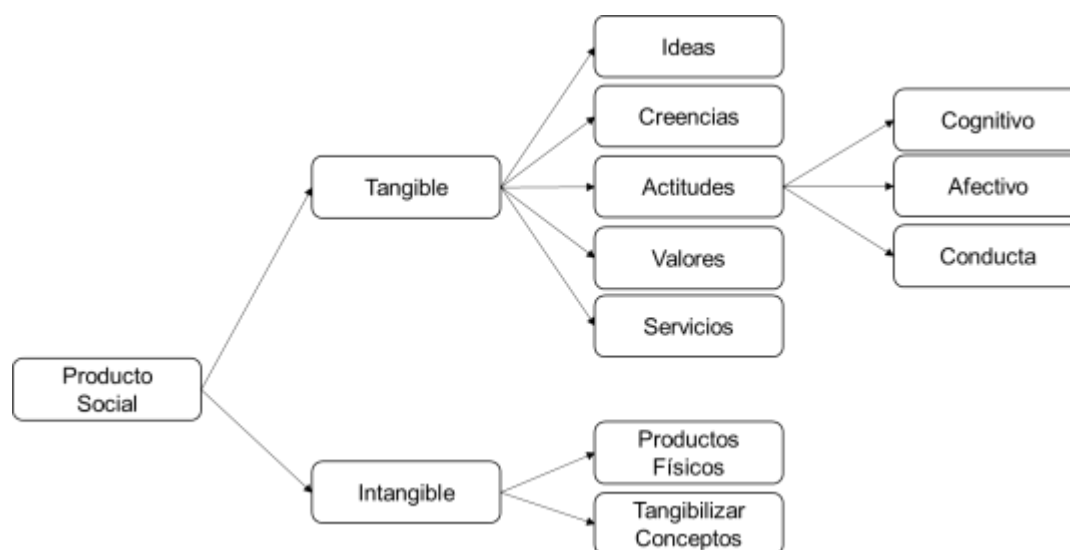 Ideas
Creencias
Cognitivo
Tangible
Actitudes
Afectivo
Valores
Conducta
Servicios
Producto
Social
Productos
Físicos
Intangible
Tangibilizar
Conceptos